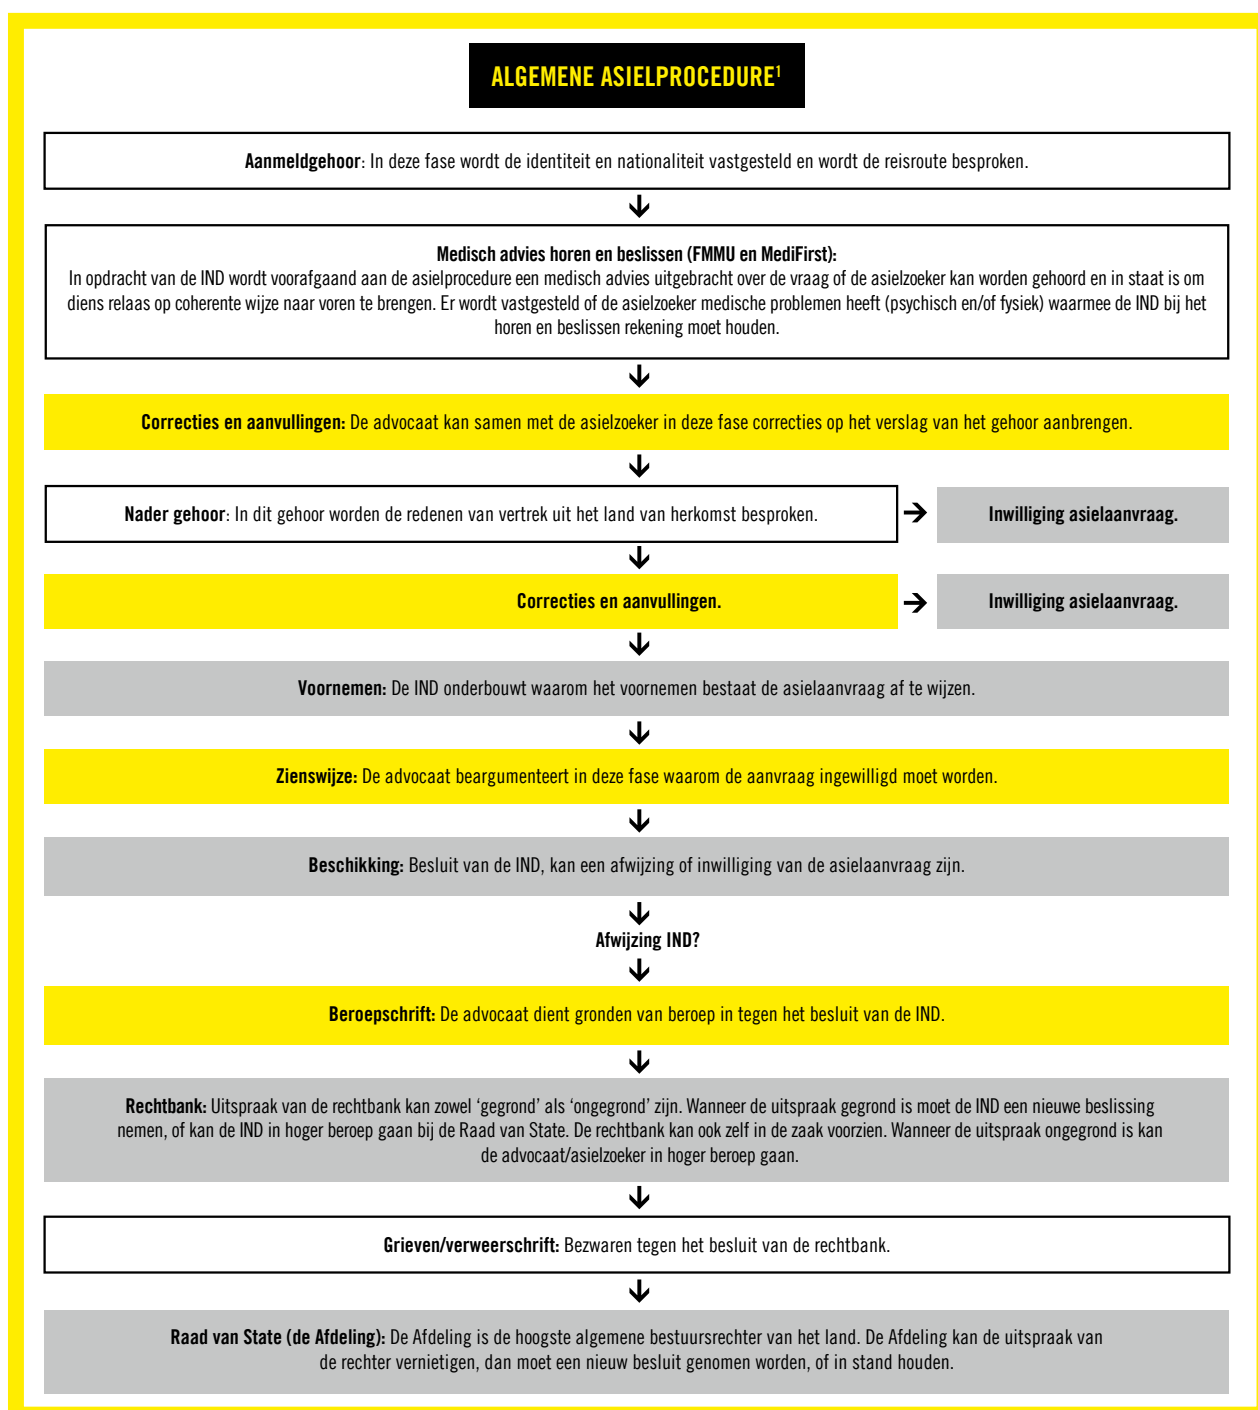 ALGEMENE ASIELPROCEDURE¹
Aanmeldgehoor: In deze fase wordt de identiteit en nationaliteit vastgesteld en wordt de reisroute besproken.
Medisch advies horen en beslissen (FMMU en MediFirst):
In opdracht van de IND wordt voorafgaand aan de asielprocedure een medisch advies uitgebracht over de vraag of de asielzoeker kan worden gehoord en in staat is om
diens relaas op coherente wijze naar voren te brengen. Er wordt vastgesteld of de asielzoeker medische problemen heeft (psychisch en/of fysiek) waarmee de IND bij het
horen en beslissen rekening moet houden.
Correcties en aanvullingen: De advocaat kan samen met de asielzoeker in deze fase correcties op het verslag van het gehoor aanbrengen.
Nader gehoor: In dit gehoor worden de redenen van vertrek uit het land van herkomst besproken.
Inwilliging asielaanvraag.
Correcties en aanvullingen.
Inwilliging asielaanvraag.
Voornemen: De IND onderbouwt waarom het voornemen bestaat de asielaanvraag af te wijzen.
Zienswijze: De advocaat beargumenteert in deze fase waarom de aanvraag ingewilligd moet worden.
Beschikking: Besluit van de IND, kan een afwijzing of inwilliging van de asielaanvraag zijn.
Afwijzing IND?
Beroepschrift: De advocaat dient gronden van beroep in tegen het besluit van de IND.
Rechtbank: Uitspraak van de rechtbank kan zowel ‘gegrond’ als ‘ongegrond’ zijn. Wanneer de uitspraak gegrond is moet de IND een nieuwe beslissing
nemen, of kan de IND in hoger beroep gaan bij de Raad van State. De rechtbank kan ook zelf in de zaak voorzien. Wanneer de uitspraak ongegrond is kan
de advocaat/asielzoeker in hoger beroep gaan.
Grieven/verweerschrift: Bezwaren tegen het besluit van de rechtbank.
Raad van State (de Afdeling): De Afdeling is de hoogste algemene bestuursrechter van het land. De Afdeling kan de uitspraak van
de rechter vernietigen, dan moet een nieuw besluit genomen worden, of in stand houden.